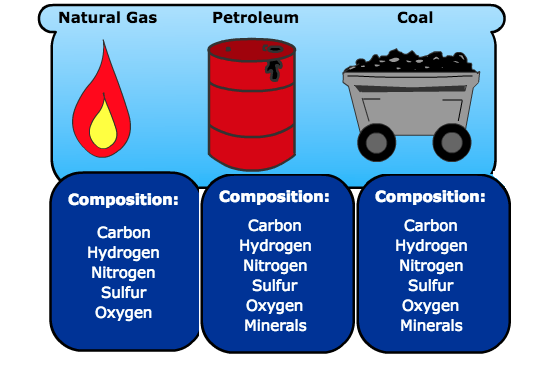 Natural Gas
Petroleum
Coal
Composition:
Carbon
Hydrogen
Nitrogen
Sulfur
Oxygen
Composition:
Carbon
Hydrogen
Nitrogen
Sulfur
Oxygen
Minerals
Composition:
Carbon
Hydrogen
Nitrogen
Sulfur
Oxygen
Minerals